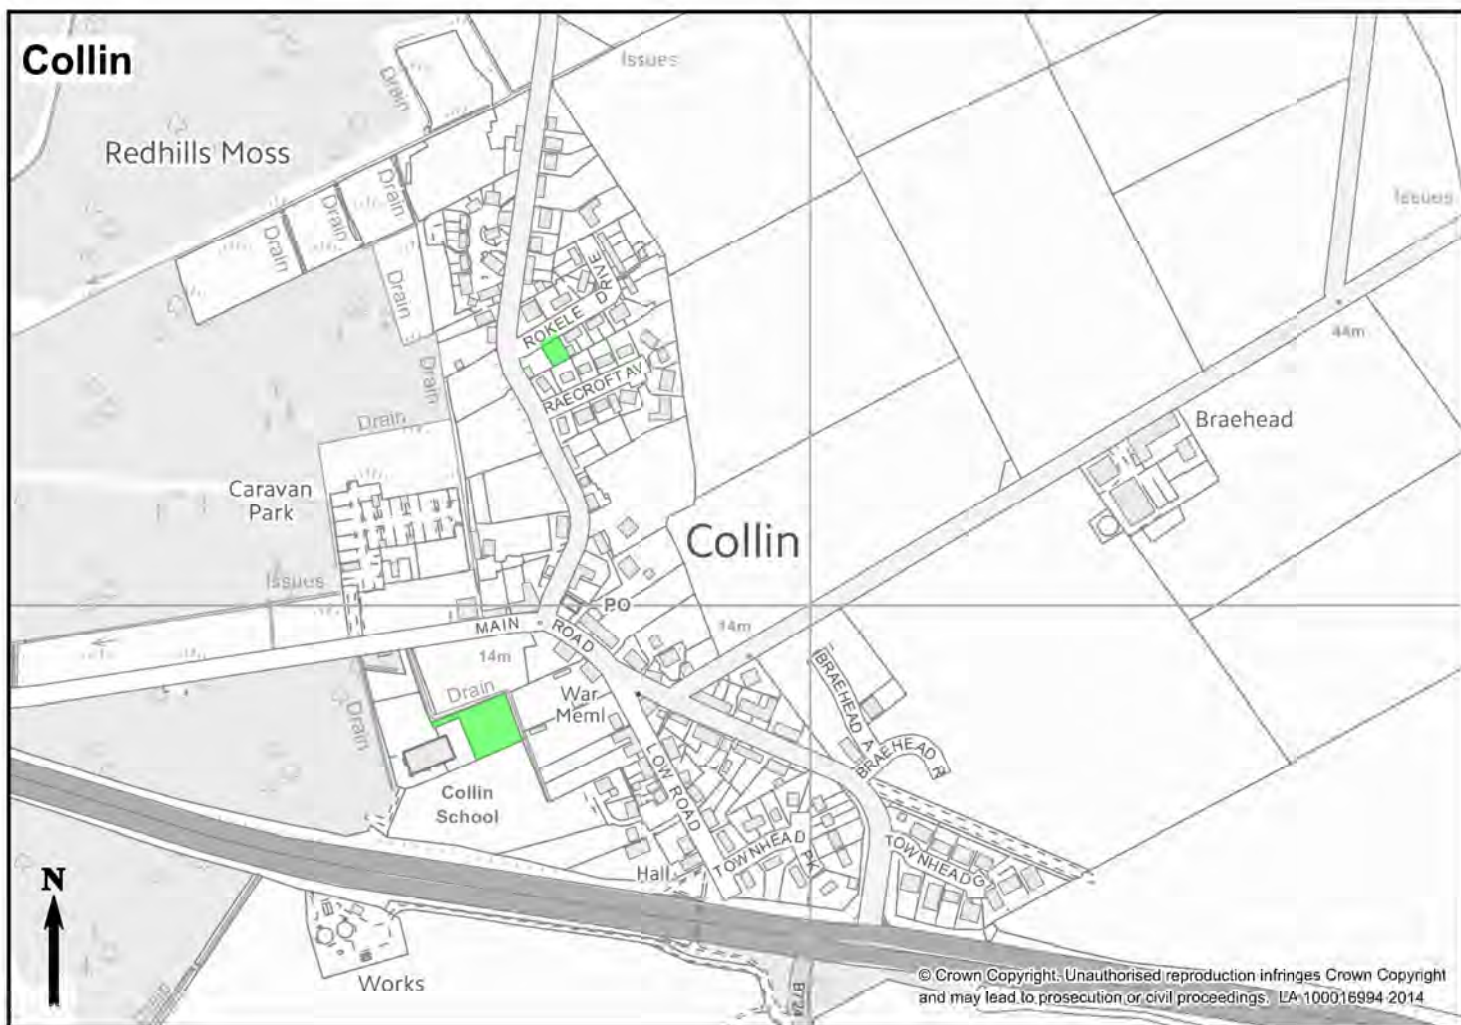 Collin
Issues
Drain
Redhills Moss
Drain
Drain
Drain
Drain
Issues
Drain
ROKELE DRIVE
44m
Drain
RAECROFT AV
Drain
Braehead
Caravan
Park
Collin
Issues
PO
MAIN ROAD
14m
14m
Drain
War
Meml
BRAEHEAD A
Drain
BRAEHEAD R
LOW ROAD
Collin
School
TOWNHEAD PK
TOWNHEAD G
Hall
N
Works
© Crown Copyright. Unauthorised reproduction infringes Crown Copyright
and may lead to prosecution or civil proceedings. LA 100016994 2014